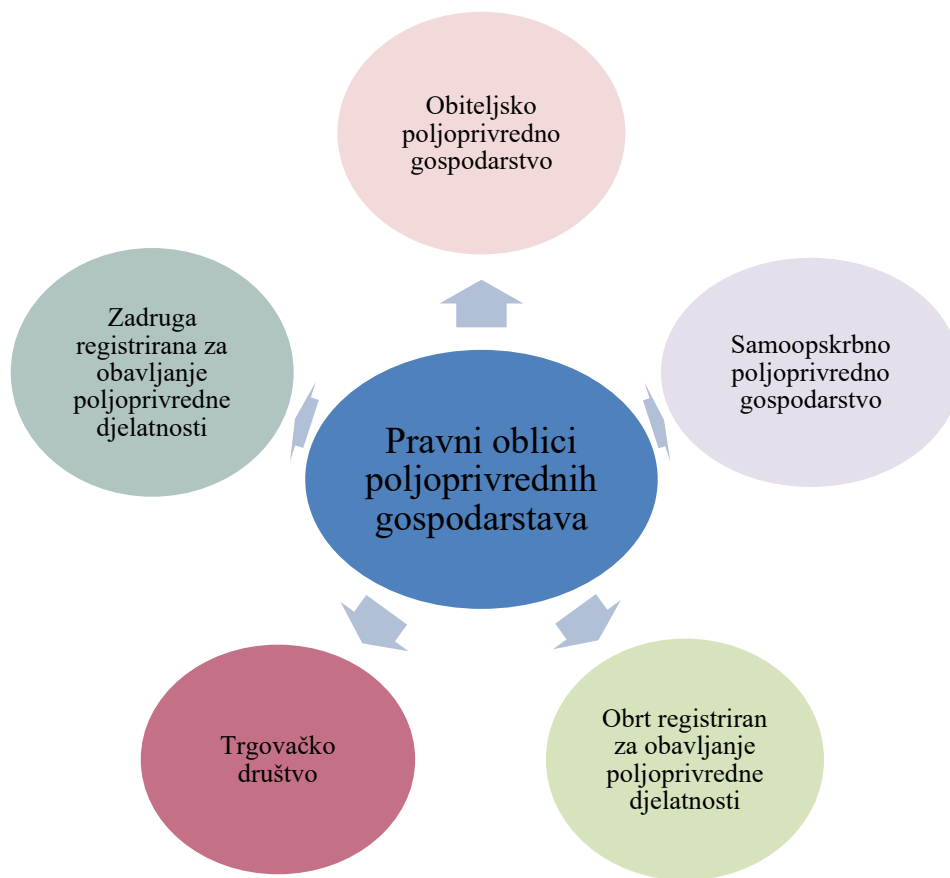 Obiteljsko
poljoprivredno
gospodarstvo
Zadruga
registrirana za
obavljanje
poljoprivredne
djelatnosti
Samoopskrbno
poljoprivredno
gospodarstvo
Pravni oblici
poljoprivrednih
gospodarstava
Trgovačko
društvo
Obrt registriran
za obavljanje
poljoprivredne
djelatnosti